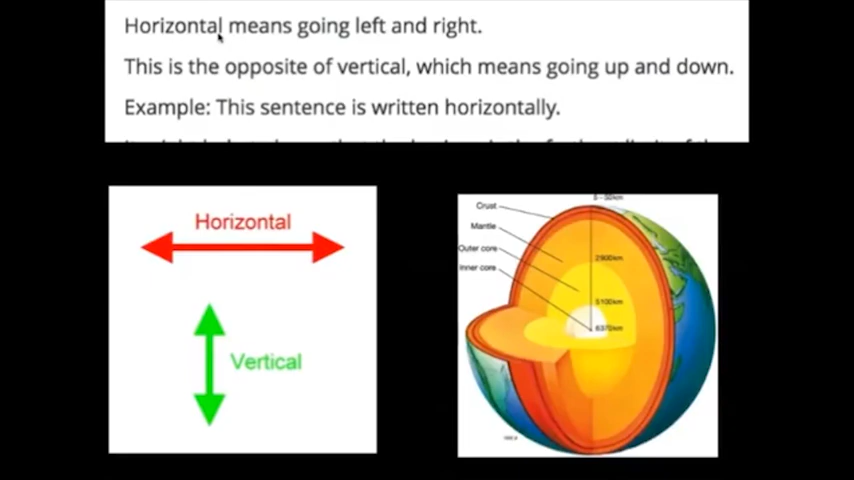 Horizontal means going left and right.
This is the opposite of vertical, which means going up and down.
Example: This sentence is written horizontally.
Horizontal
Vertical
Crust
Mantle
Outer core
Inner core
2900km
5100km
6370km